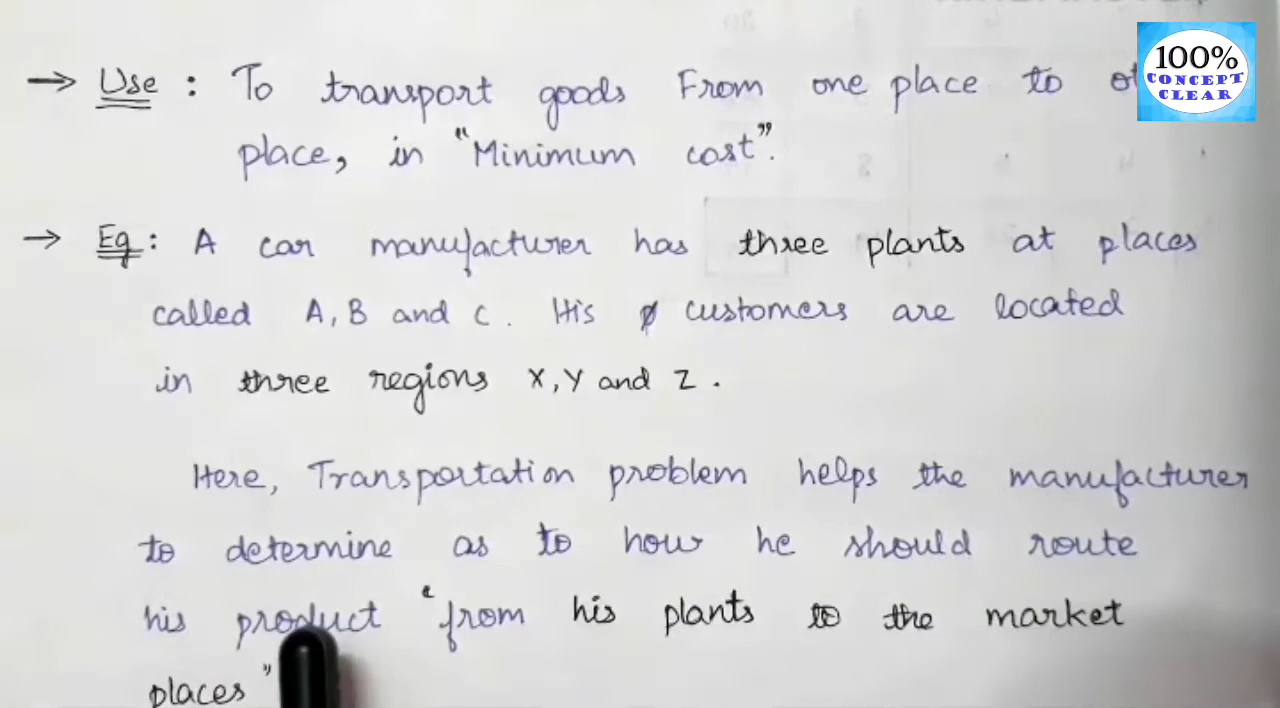 → Use : To transport goods From one place to
place, in "Minimum cost".
→ Eg : A car manufacturer has three plants at places
called A, B and C. His customers are located
in three regions X, Y and Z.
Here, Transportation problem helps the manufacturer
to determine as to how he should route
his product "from his plants to the market
places"
100%
CONCEPT
CLEAR